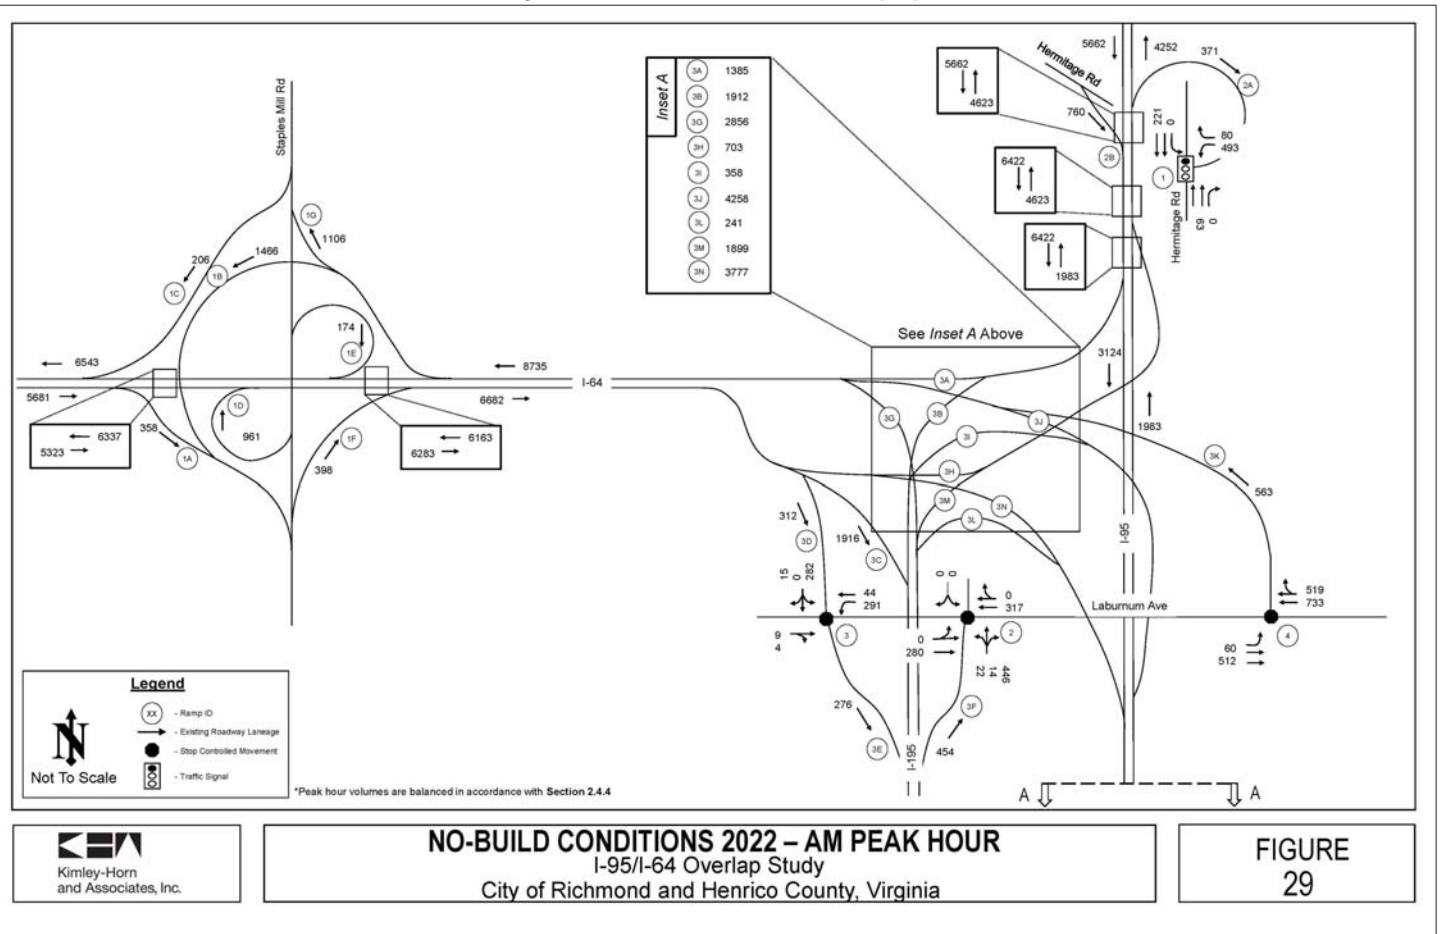 Inset A
3A 1385
3B 1912
3G 2856
3H 703
3I 358
3J 4258
3L 241
3M 1899
3N 3777
5662
4252
371
2A
Hermitage Rd
5662
4623
760
2B
221
0
80
493
1
63
0
Hermitage Rd
6422
4623
6422
1983
Staples Mill Rd
1G
1106
1466
206
1B
1C
174
1E
6543
8735
I-64
5681
6682
1D
961
358
1A
1F
398
6337
5323
6163
6283
See Inset A Above
3124
3A
3G
3B
3J
3I
1983
3K
563
3H
3M
3N
3L
I-95
312
3D
1916
3C
15
0
282
44
291
0
0
0
317
Laburnum Ave
519
733
9
4
3
0
280
2
22
14
446
60
512
4
276
3E
I-195
3F
454
A
A
Legend
N
Not To Scale
XX - Ramp ID
- Existing Roadway Laneage
- Stop Controlled Movement
- Traffic Signal
*Peak hour volumes are balanced in accordance with Section 2.4.4
Kimley-Horn
and Associates, Inc.
NO-BUILD CONDITIONS 2022 – AM PEAK HOUR
I-95/I-64 Overlap Study
City of Richmond and Henrico County, Virginia
FIGURE
29